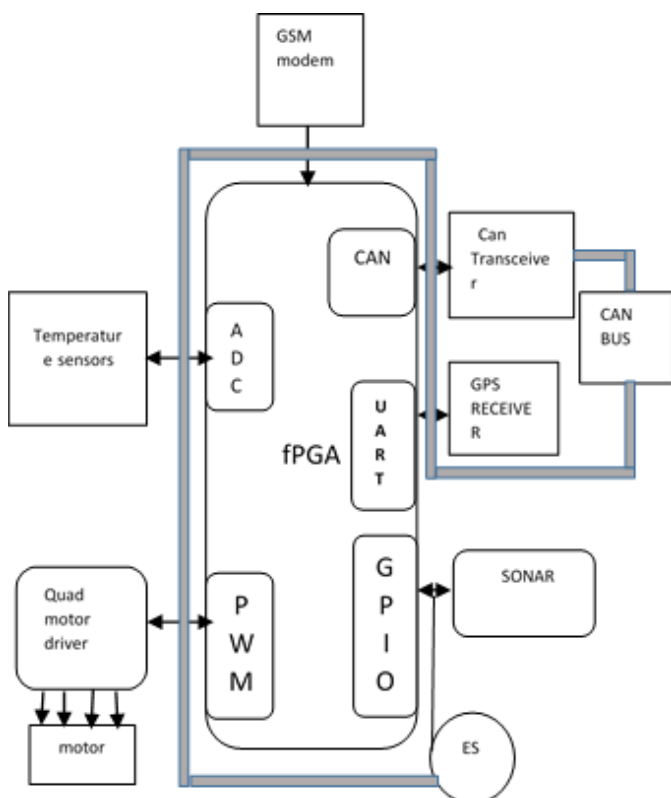 GSM
modem
CAN
Can
Transceive
r
CAN
BUS
Temperatur
e sensors
A
D
C
GPS
RECEIVE
R
U
A
R
T
fPGA
SONAR
G
P
I
O
Quad
motor
driver
P
W
M
motor
ES